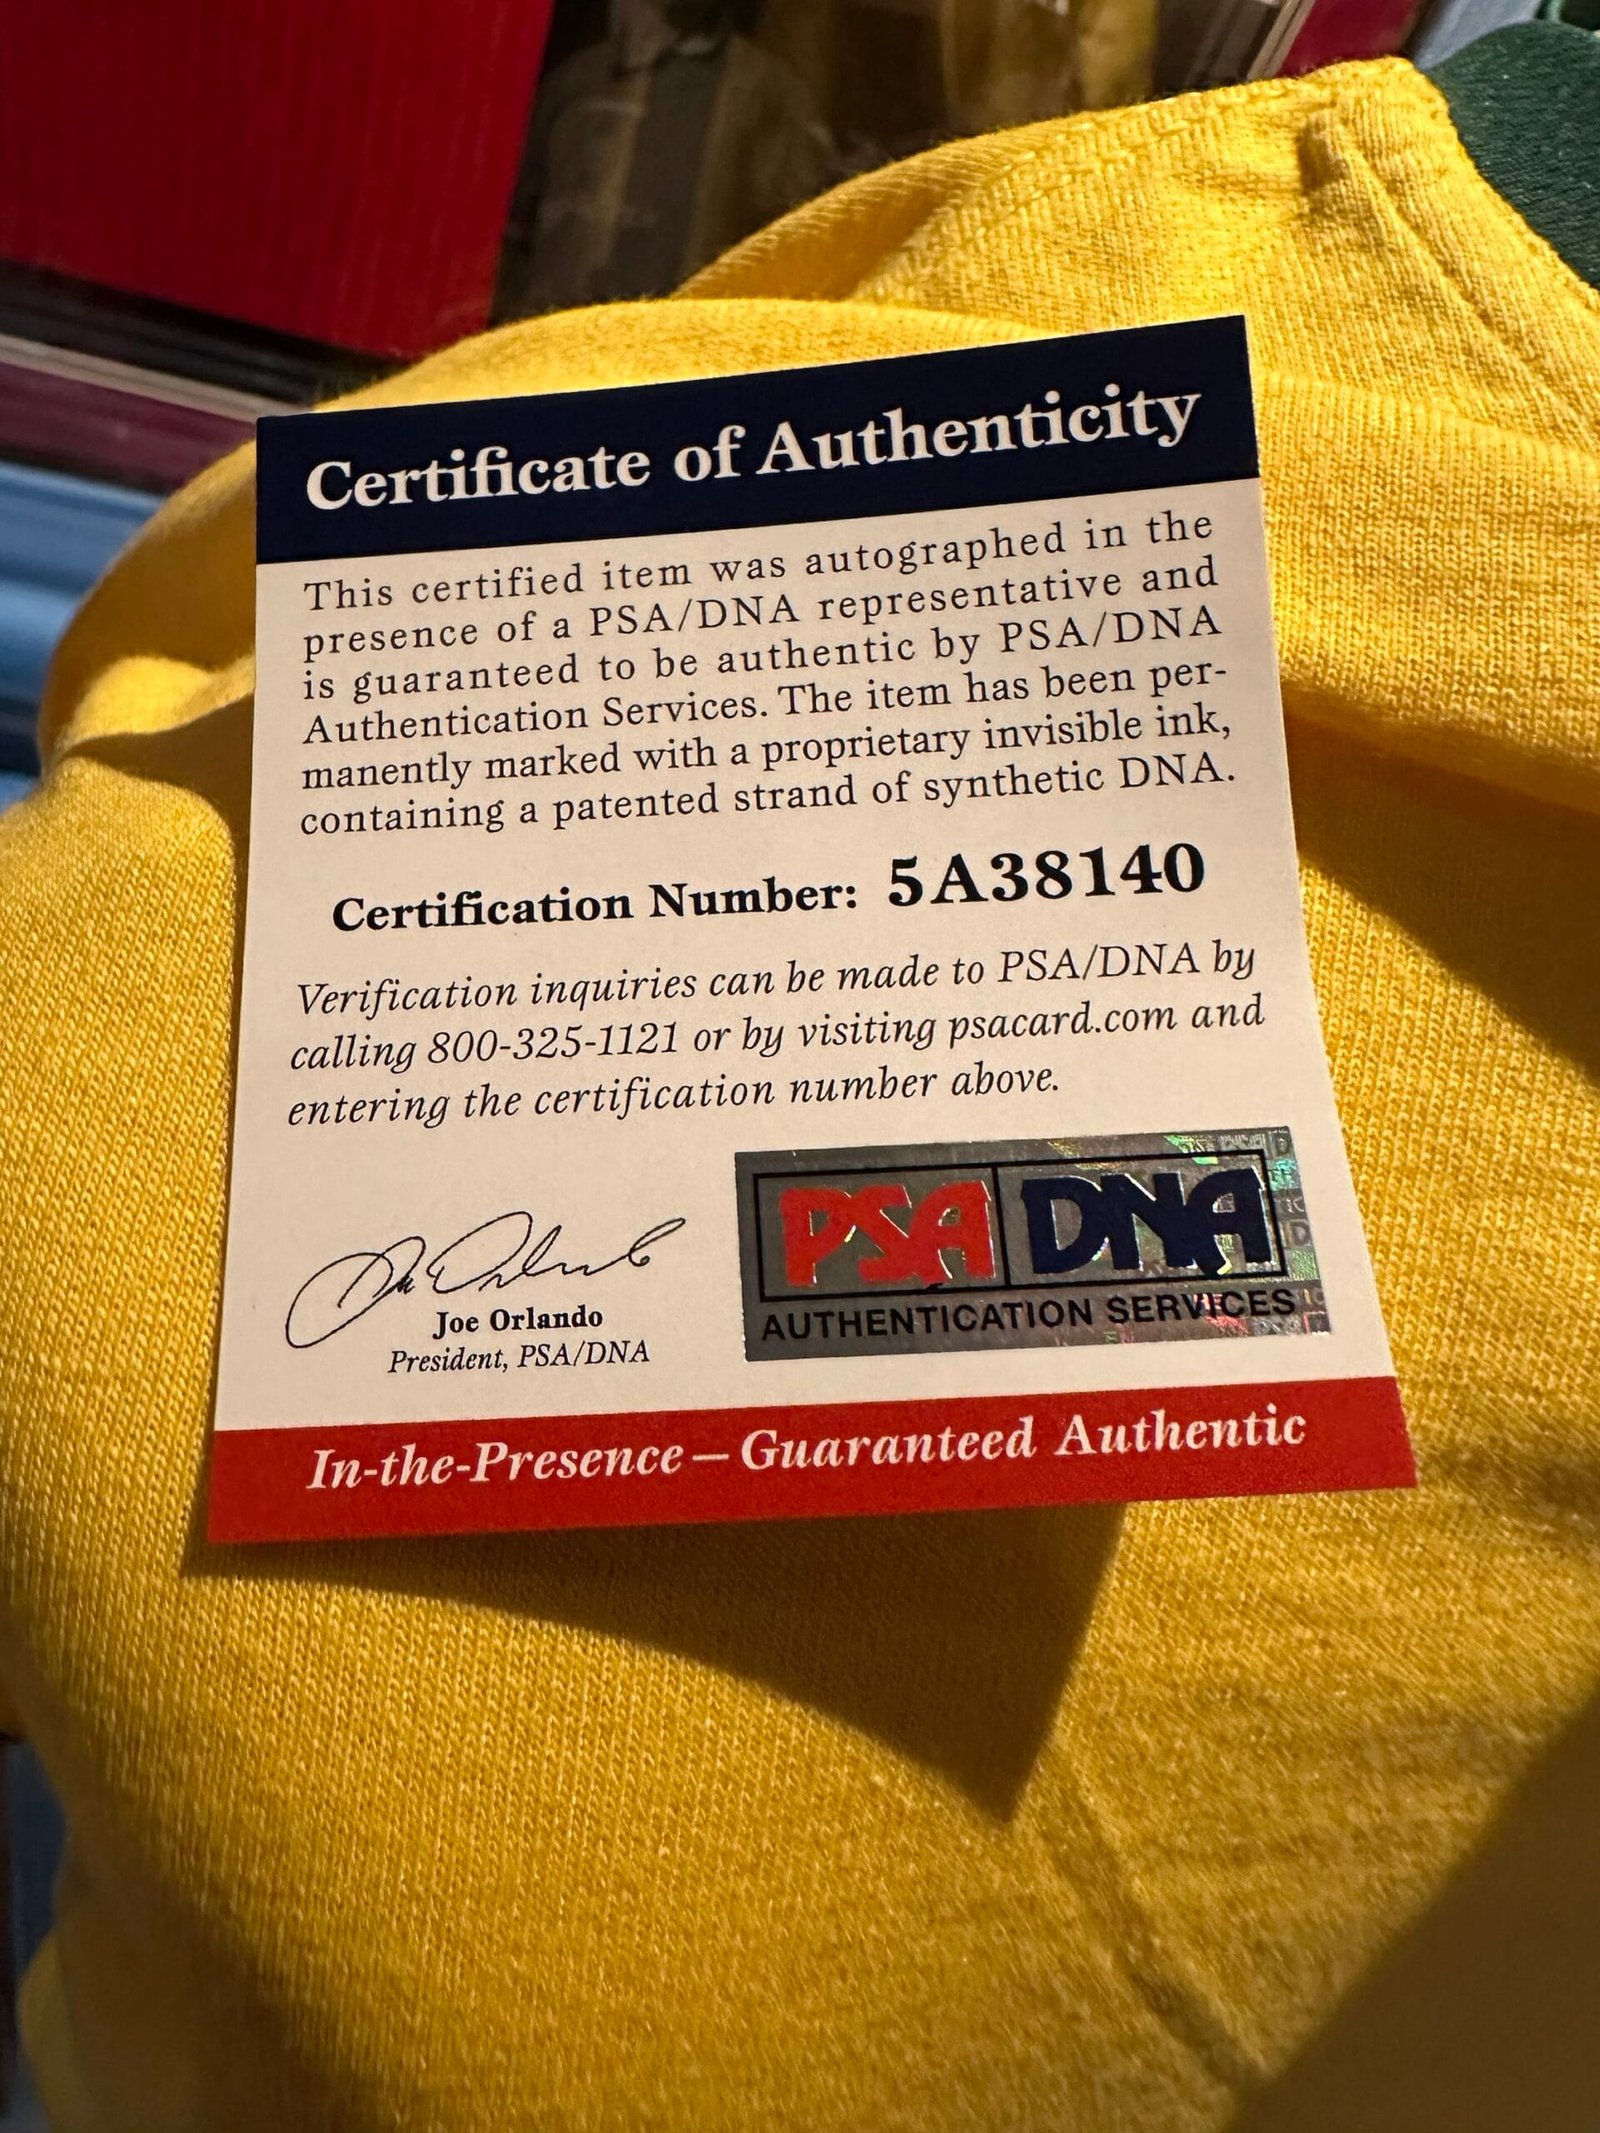 Certificate of Authenticity
This certified item was autographed in the
presence of a PSA/DNA representative and
is guaranteed to be authentic by PSA/DNA
Authentication Services. The item has been per-
manently marked with a proprietary invisible ink,
containing a patented strand of synthetic DNA.
Certification Number: 5A38140
Verification inquiries can be made to PSA/DNA by
calling 800-325-1121 or by visiting psacard.com and
entering the certification number above.
Joe Orlando
President, PSA/DNA
PSA DNA
AUTHENTICATION SERVICES
In-the-Presence – Guaranteed Authentic